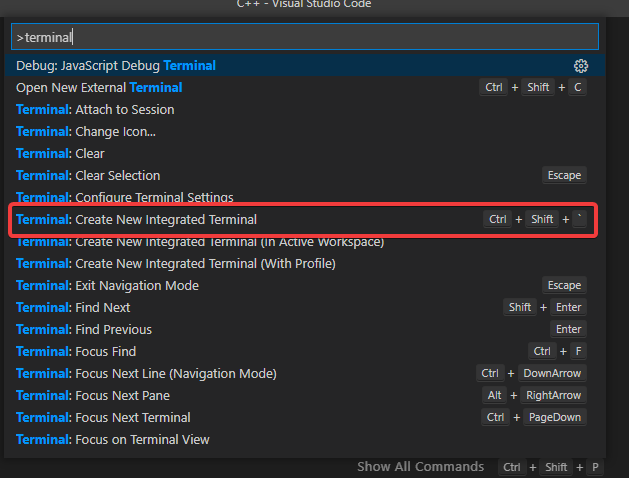 C++ - Visual Studio Code
>terminal
Debug: JavaScript Debug Terminal
Open New External Terminal Ctrl + Shift + C
Terminal: Attach to Session
Terminal: Change Icon...
Terminal: Clear
Terminal: Clear Selection Escape
Terminal: Configure Terminal Settings
Terminal: Create New Integrated Terminal Ctrl + Shift + `
Terminal: Create New Integrated Terminal (In Active Workspace)
Terminal: Create New Integrated Terminal (With Profile)
Terminal: Exit Navigation Mode Escape
Terminal: Find Next Shift + Enter
Terminal: Find Previous Enter
Terminal: Focus Find Ctrl + F
Terminal: Focus Next Line (Navigation Mode) Ctrl + DownArrow
Terminal: Focus Next Pane Alt + RightArrow
Terminal: Focus Next Terminal Ctrl + PageDown
Terminal: Focus on Terminal View
Show All Commands Ctrl + Shift + P